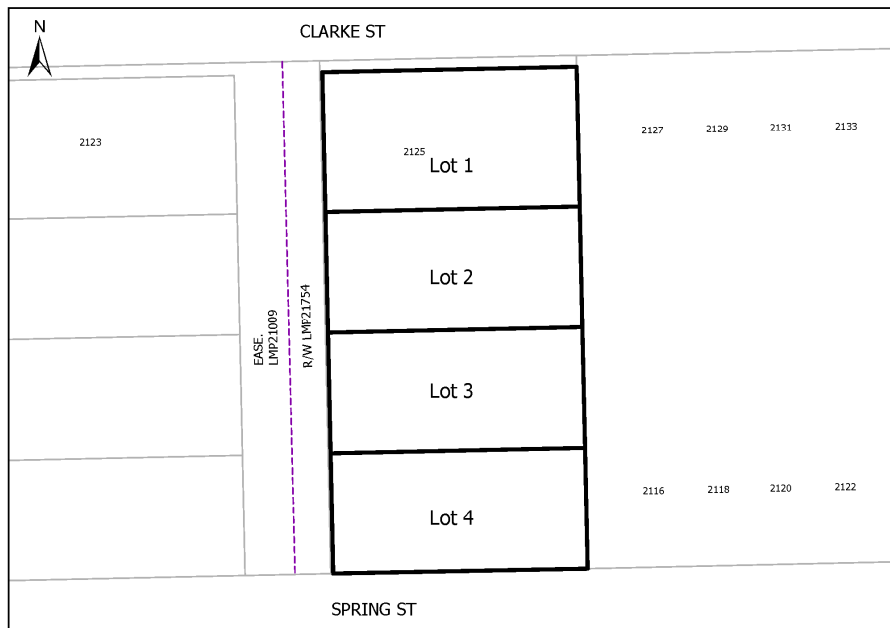 CLARKE ST
N
2123
2125
Lot 1
2127 2129 2131 2133
Lot 2
EASE.
LMP21009
R/W LMP21754
Lot 3
Lot 4
2116 2118 2120 2122
SPRING ST